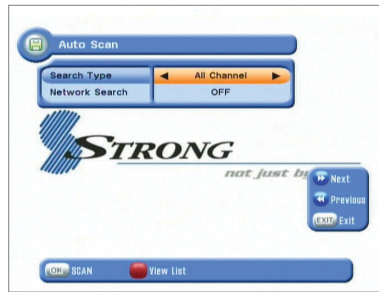 Auto Scan
Search Type ◀ All Channel ▶
Network Search OFF
STRONG
not just by
Next
Previous
EXIT Exit
OK SCAN View List